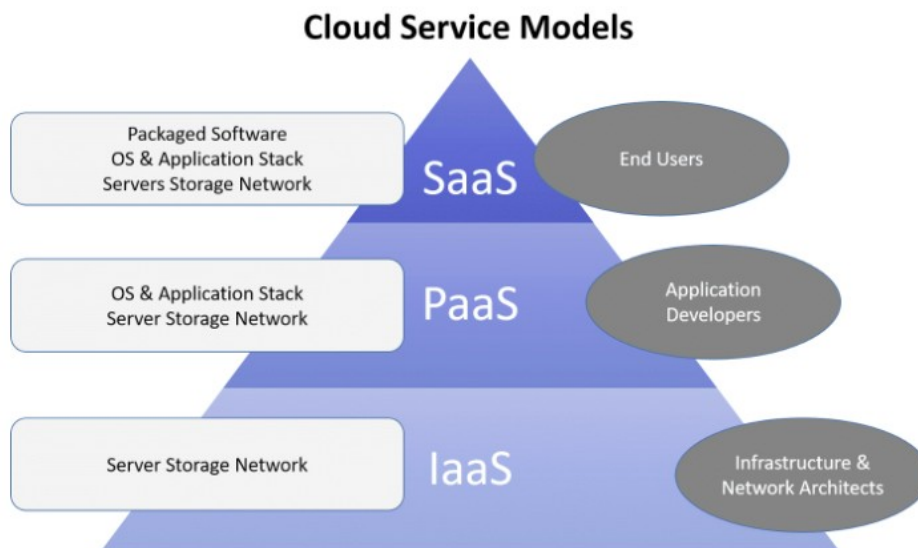 Cloud Service Models
Packaged Software
OS & Application Stack
Servers Storage Network
SaaS
End Users
OS & Application Stack
Server Storage Network
PaaS
Application
Developers
Server Storage Network
IaaS
Infrastructure &
Network Architects